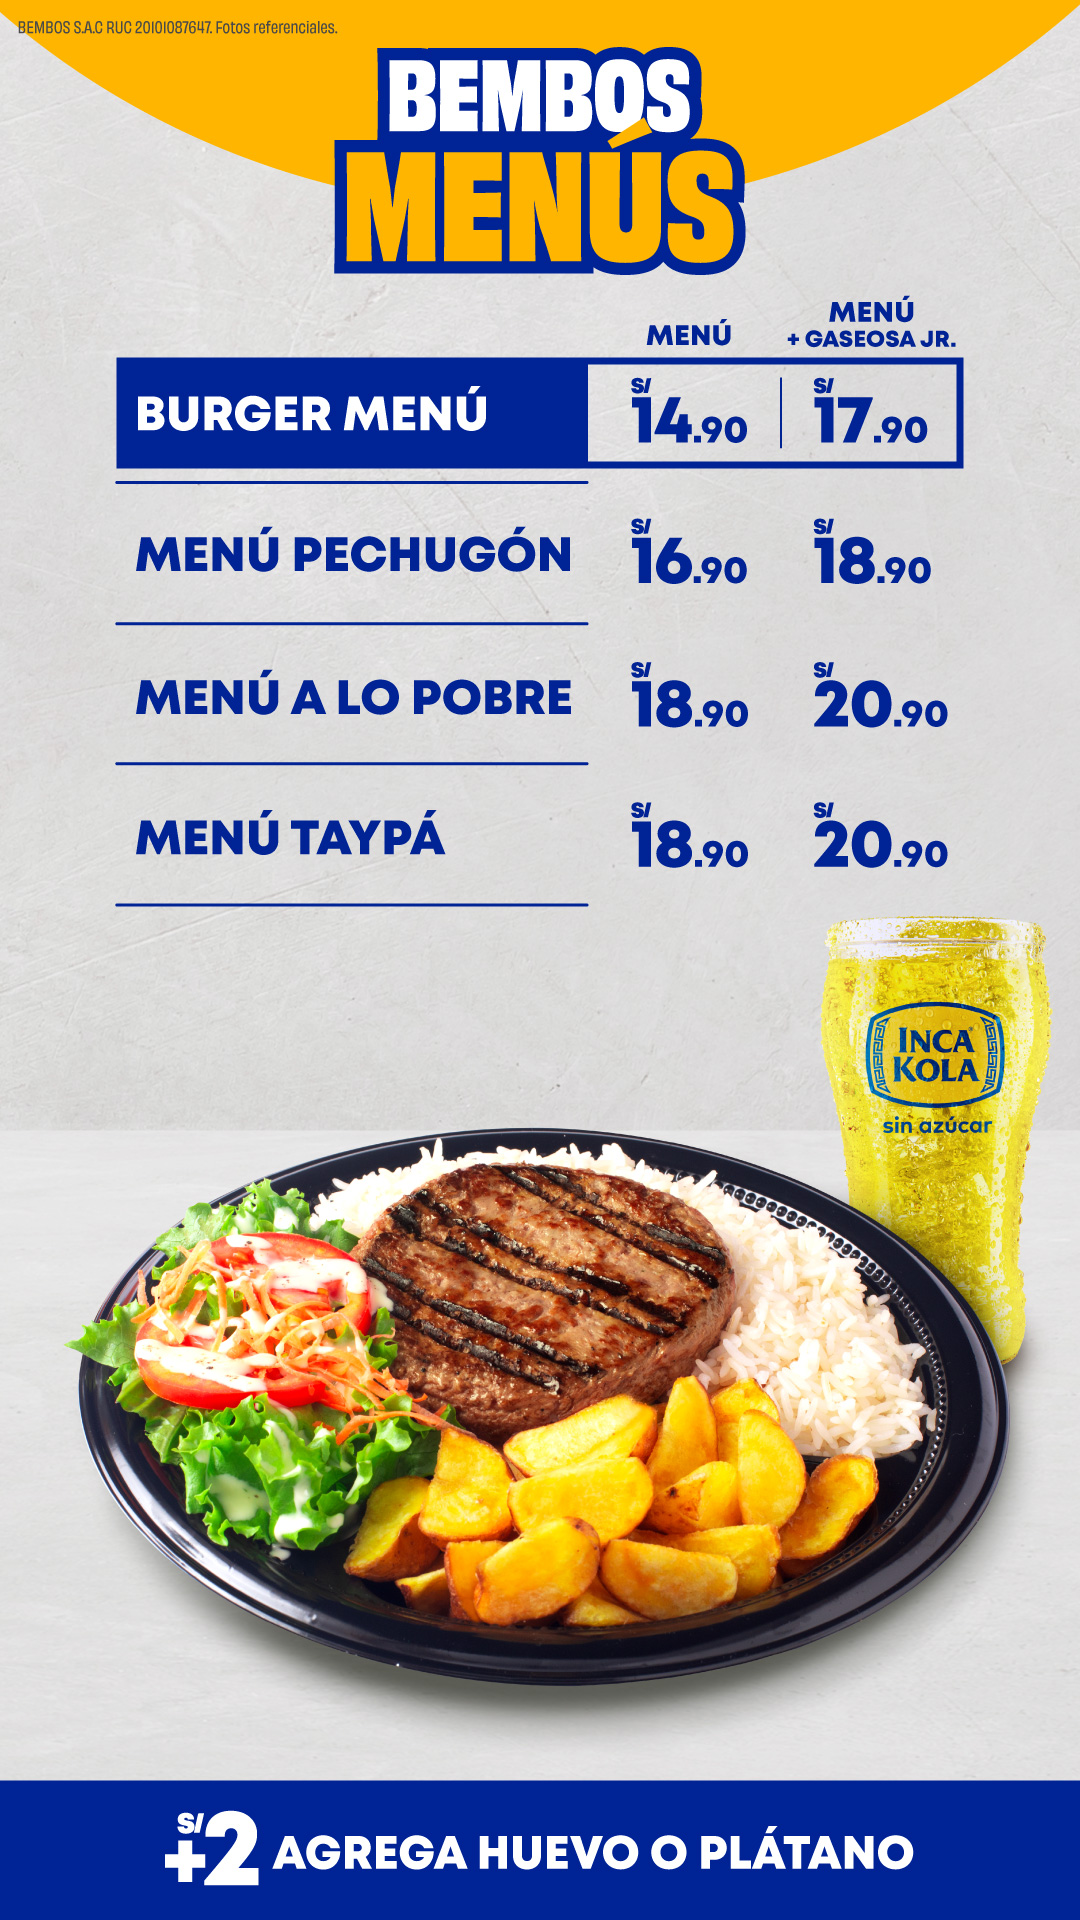 BEMBOS S.A.C RUC 20101087647. Fotos referenciales.
BEMBOS
MENÚS
MENÚ
MENÚ
+ GASEOSA JR.
BURGER MENÚ S/ 14.90 S/ 17.90
MENÚ PECHUGÓN S/ 16.90 S/ 18.90
MENÚ A LO POBRE S/ 18.90 S/ 20.90
MENÚ TAYPÁ S/ 18.90 S/ 20.90
INCA
KOLA
sin azúcar
S/ +2 AGREGA HUEVO O PLÁTANO